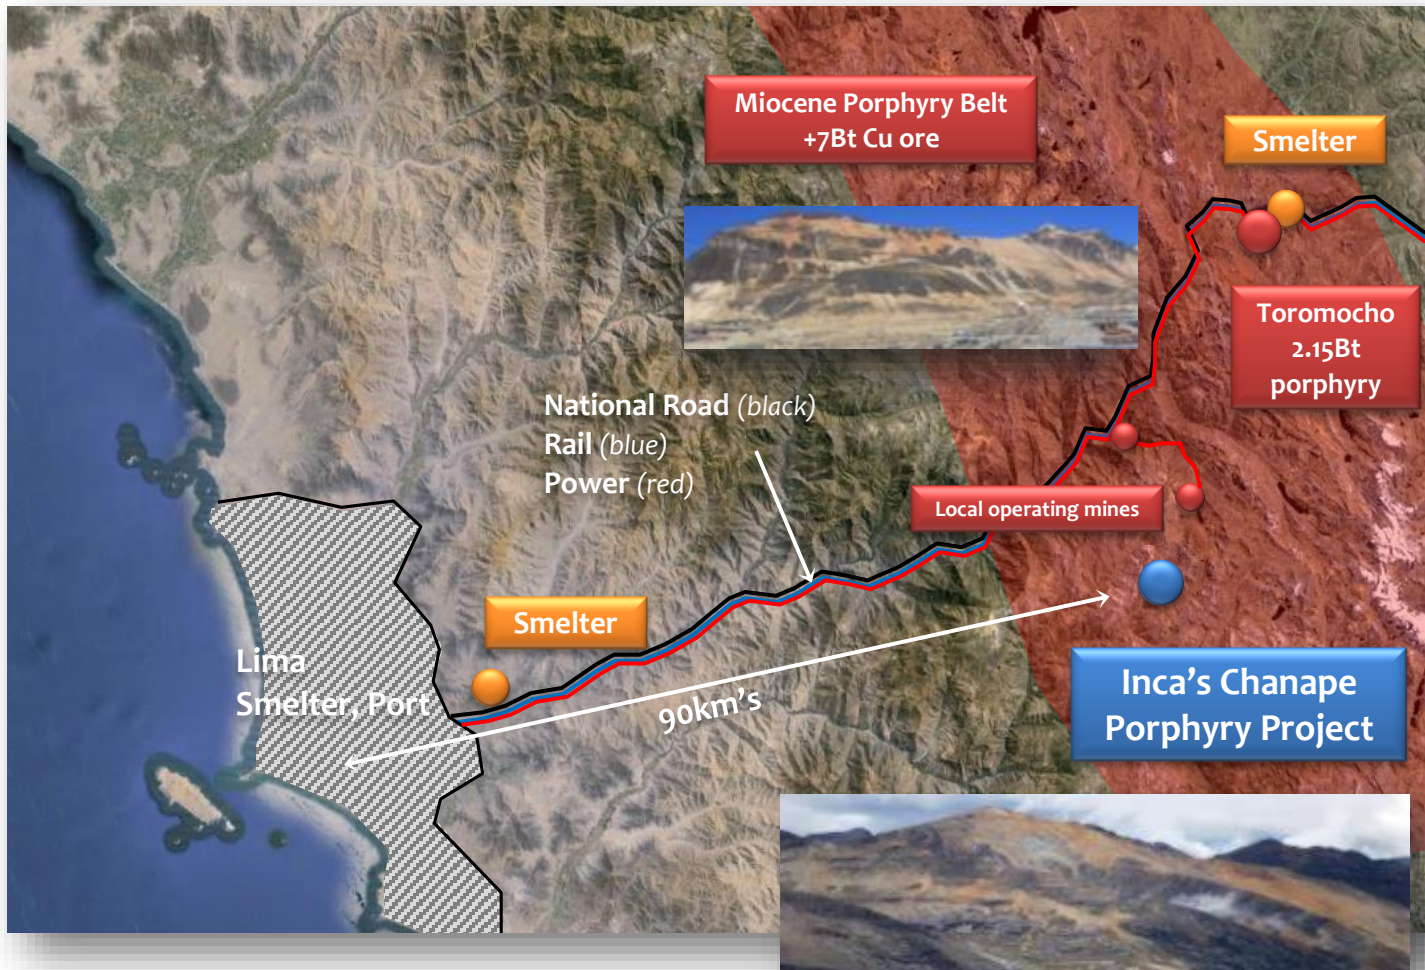 Miocene Porphyry Belt
+7Bt Cu ore
Smelter
Toromocho
2.15Bt
porphyry
National Road (black)
Rail (blue)
Power (red)
Local operating mines
Smelter
Lima
Smelter, Port
90km's
Inca's Chanape
Porphyry Project